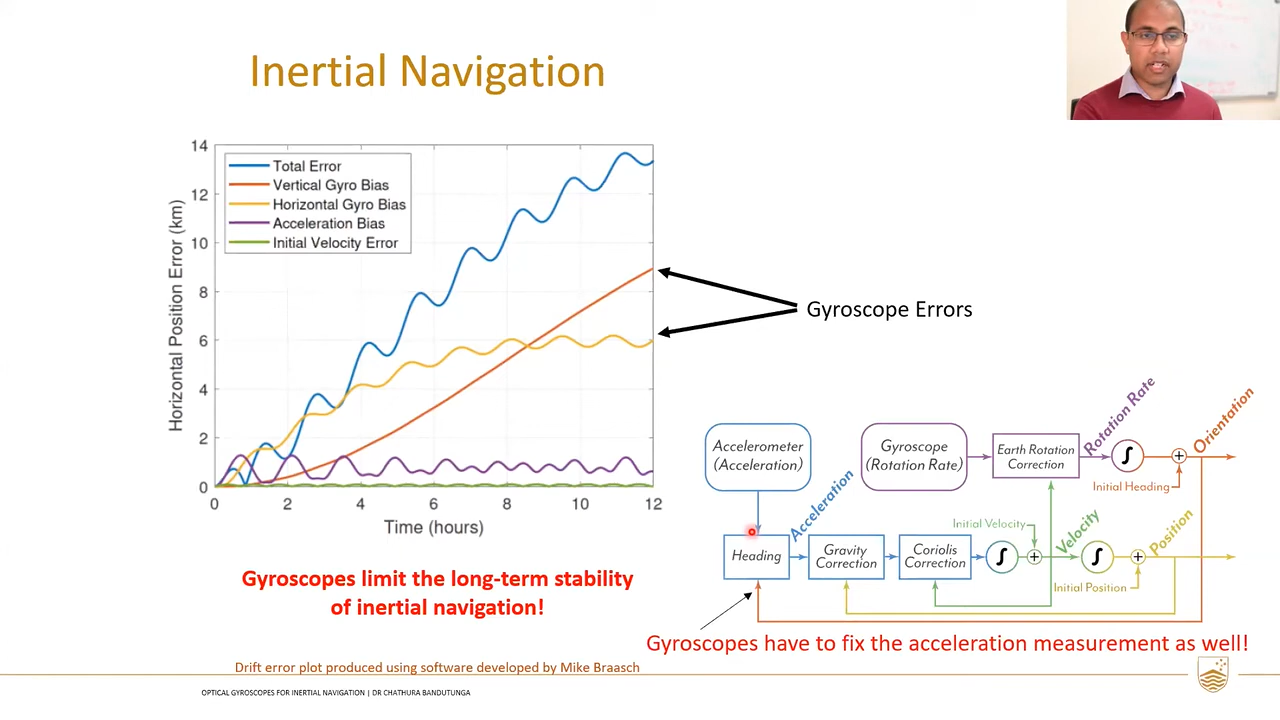 Inertial Navigation
14
12
10
8
6
4
2
0
Horizontal Position Error (km)
Total Error
Vertical Gyro Bias
Horizontal Gyro Bias
Acceleration Bias
Initial Velocity Error
0 2 4 6 8 10 12
Time (hours)
Gyroscope Errors
Gyroscopes limit the long-term stability
of inertial navigation!
Accelerometer
(Acceleration)
Gyroscope
(Rotation Rate)
Earth Rotation
Correction
Rotation Rate
∫
+
Orientation
Initial Heading
Acceleration
Heading
Gravity
Correction
Coriolis
Correction
Initial Velocity
∫
+
Velocity
∫
+
Position
Initial Position
Gyroscopes have to fix the acceleration measurement as well!
Drift error plot produced using software developed by Mike Braasch
OPTICAL GYROSCOPES FOR INERTIAL NAVIGATION | DR CHATHURA BANDUTUNGA